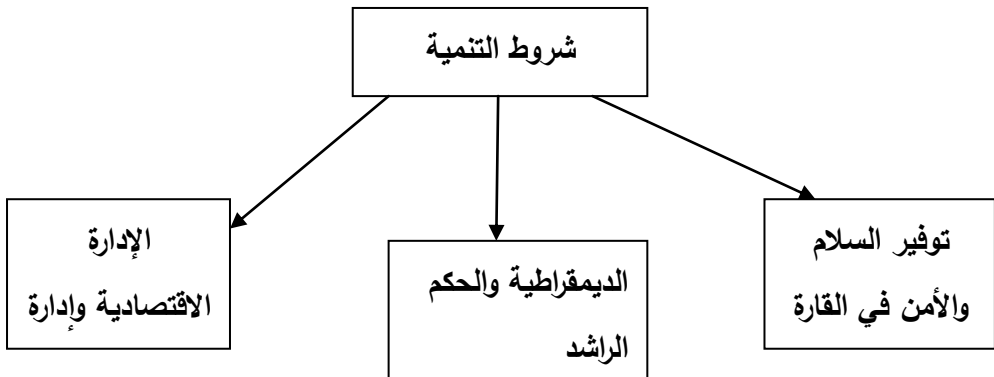 شروط التنمية
توفير السلام
والأمن في القارة
الديمقراطية والحكم
الراشد
الإدارة
الاقتصادية وإدارة